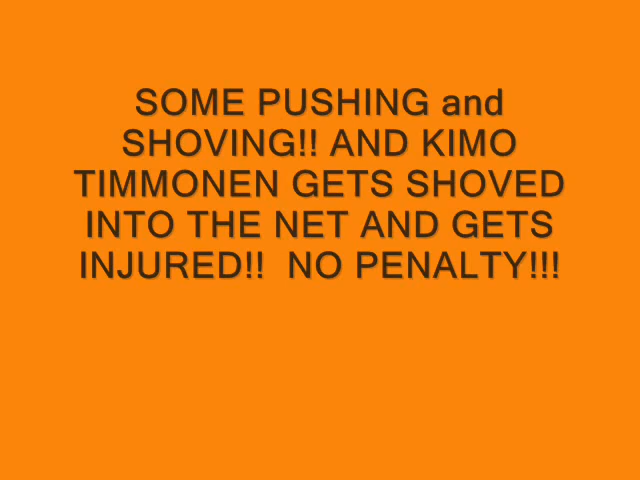 SOME PUSHING and
SHOVING!! AND KIMO
TIMMONEN GETS SHOVED
INTO THE NET AND GETS
INJURED!!  NO PENALTY!!!